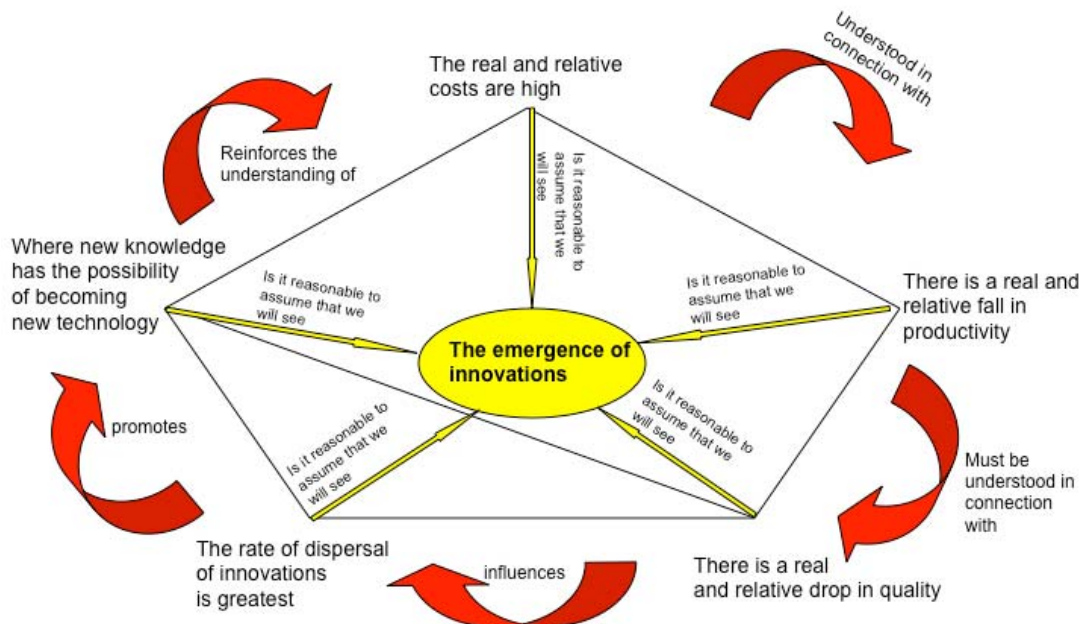 The real and relative
costs are high
Understood in
connection with
Reinforces the
understanding of
Is it reasonable to
assume that we
will see
Where new knowledge
has the possibility
of becoming
new technology
Is it reasonable to
assume that we
will see
Is it reasonable to
assume that we
will see
There is a real and
relative fall in
productivity
The emergence of
innovations
promotes
Is it reasonable to
assume that we
will see
Is it reasonable to
assume that we
will see
Must be
understood in
connection
with
The rate of dispersal
of innovations
is greatest
influences
There is a real
and relative drop in quality